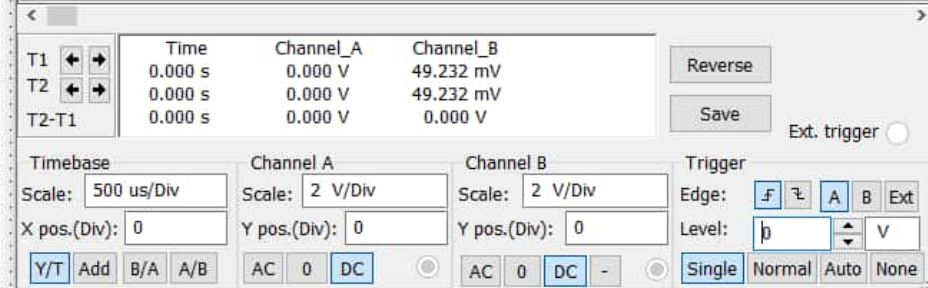 Time Channel_A Channel_B
T1 0.000 s 0.000 V 49.232 mV
T2 0.000 s 0.000 V 49.232 mV
T2-T1 0.000 s 0.000 V 0.000 V
Reverse
Save
Ext. trigger
Timebase
Scale: 500 us/Div
X pos.(Div): 0
Y/T Add B/A A/B
Channel A
Scale: 2 V/Div
Y pos.(Div): 0
AC 0 DC
Channel B
Scale: 2 V/Div
Y pos.(Div): 0
AC 0 DC -
Trigger
Edge: A B Ext
Level: 0 V
Single Normal Auto None